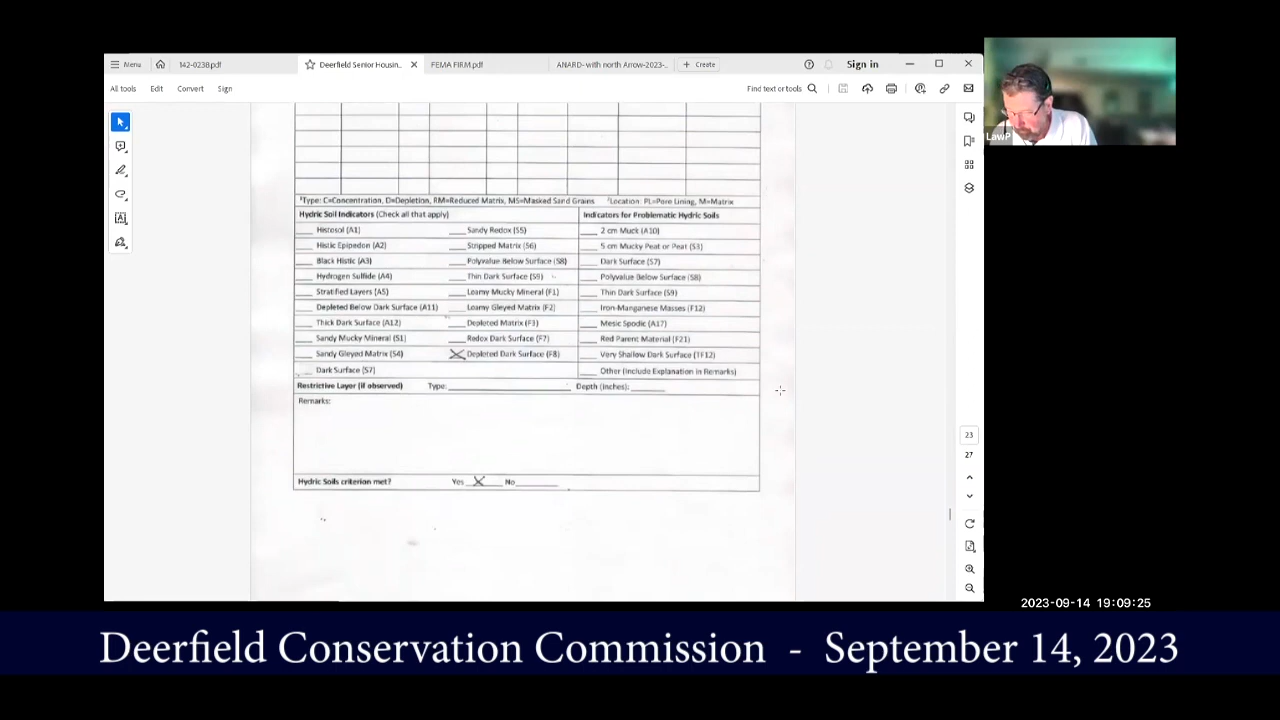 Menu
142-0238.pdf
Deerfield Senior Housin...
FEMA FIRM.pdf
ANARD- with north Arrow-2023-...
Create
Sign in
All tools Edit Convert Sign
Find text or tools
LawP
1Type: C=Concentration, D=Depletion, RM=Reduced Matrix, MS=Masked Sand Grains 2Location: PL=Pore Lining, M=Matrix
Hydric Soil Indicators (Check all that apply) Indicators for Problematic Hydric Soils
Histosol (A1) Sandy Redox (S5) 2 cm Muck (A10)
Histic Epipedon (A2) Stripped Matrix (S6) 5 cm Mucky Peat or Peat (S3)
Black Histic (A3) Polyvalue Below Surface (S8) Dark Surface (S7)
Hydrogen Sulfide (A4) Thin Dark Surface (S9) Polyvalue Below Surface (S8)
Stratified Layers (A5) Loamy Mucky Mineral (F1) Thin Dark Surface (S9)
Depleted Below Dark Surface (A11) Loamy Gleyed Matrix (F2) Iron-Manganese Masses (F12)
Thick Dark Surface (A12) Depleted Matrix (F3) Mesic Spodic (A17)
Sandy Mucky Mineral (S1) Redox Dark Surface (F7) Red Parent Material (F21)
Sandy Gleyed Matrix (S4) X Depleted Dark Surface (F8) Very Shallow Dark Surface (TF12)
Dark Surface (S7) Other (Include Explanation in Remarks)
Restrictive Layer (if observed) Type: Depth (inches):
Remarks:
Hydric Soils criterion met? Yes X No
23
27
2023-09-14 19:09:25
Deerfield Conservation Commission - September 14, 2023